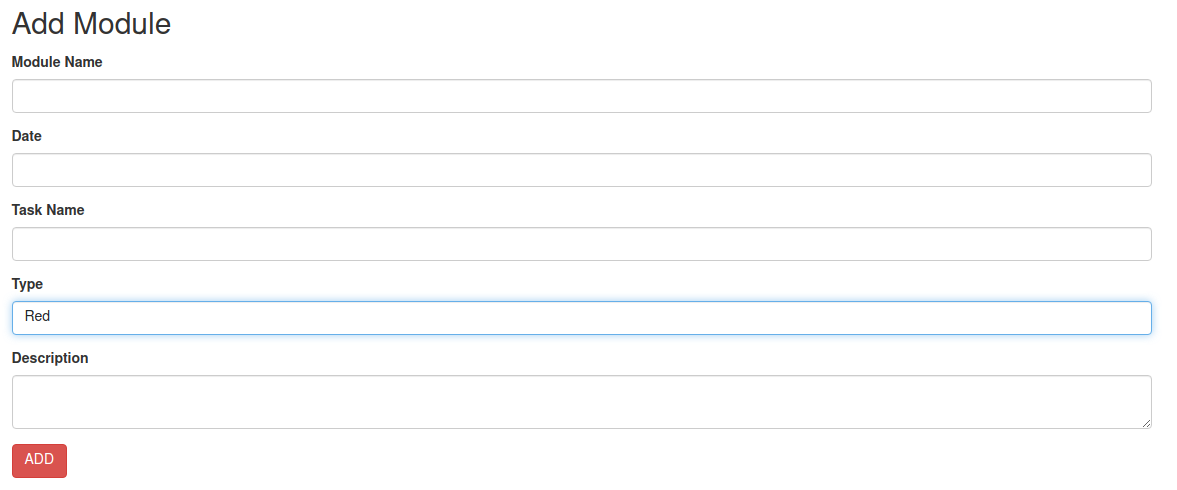 Add Module
Module Name
Date
Task Name
Type
Red
Description
ADD